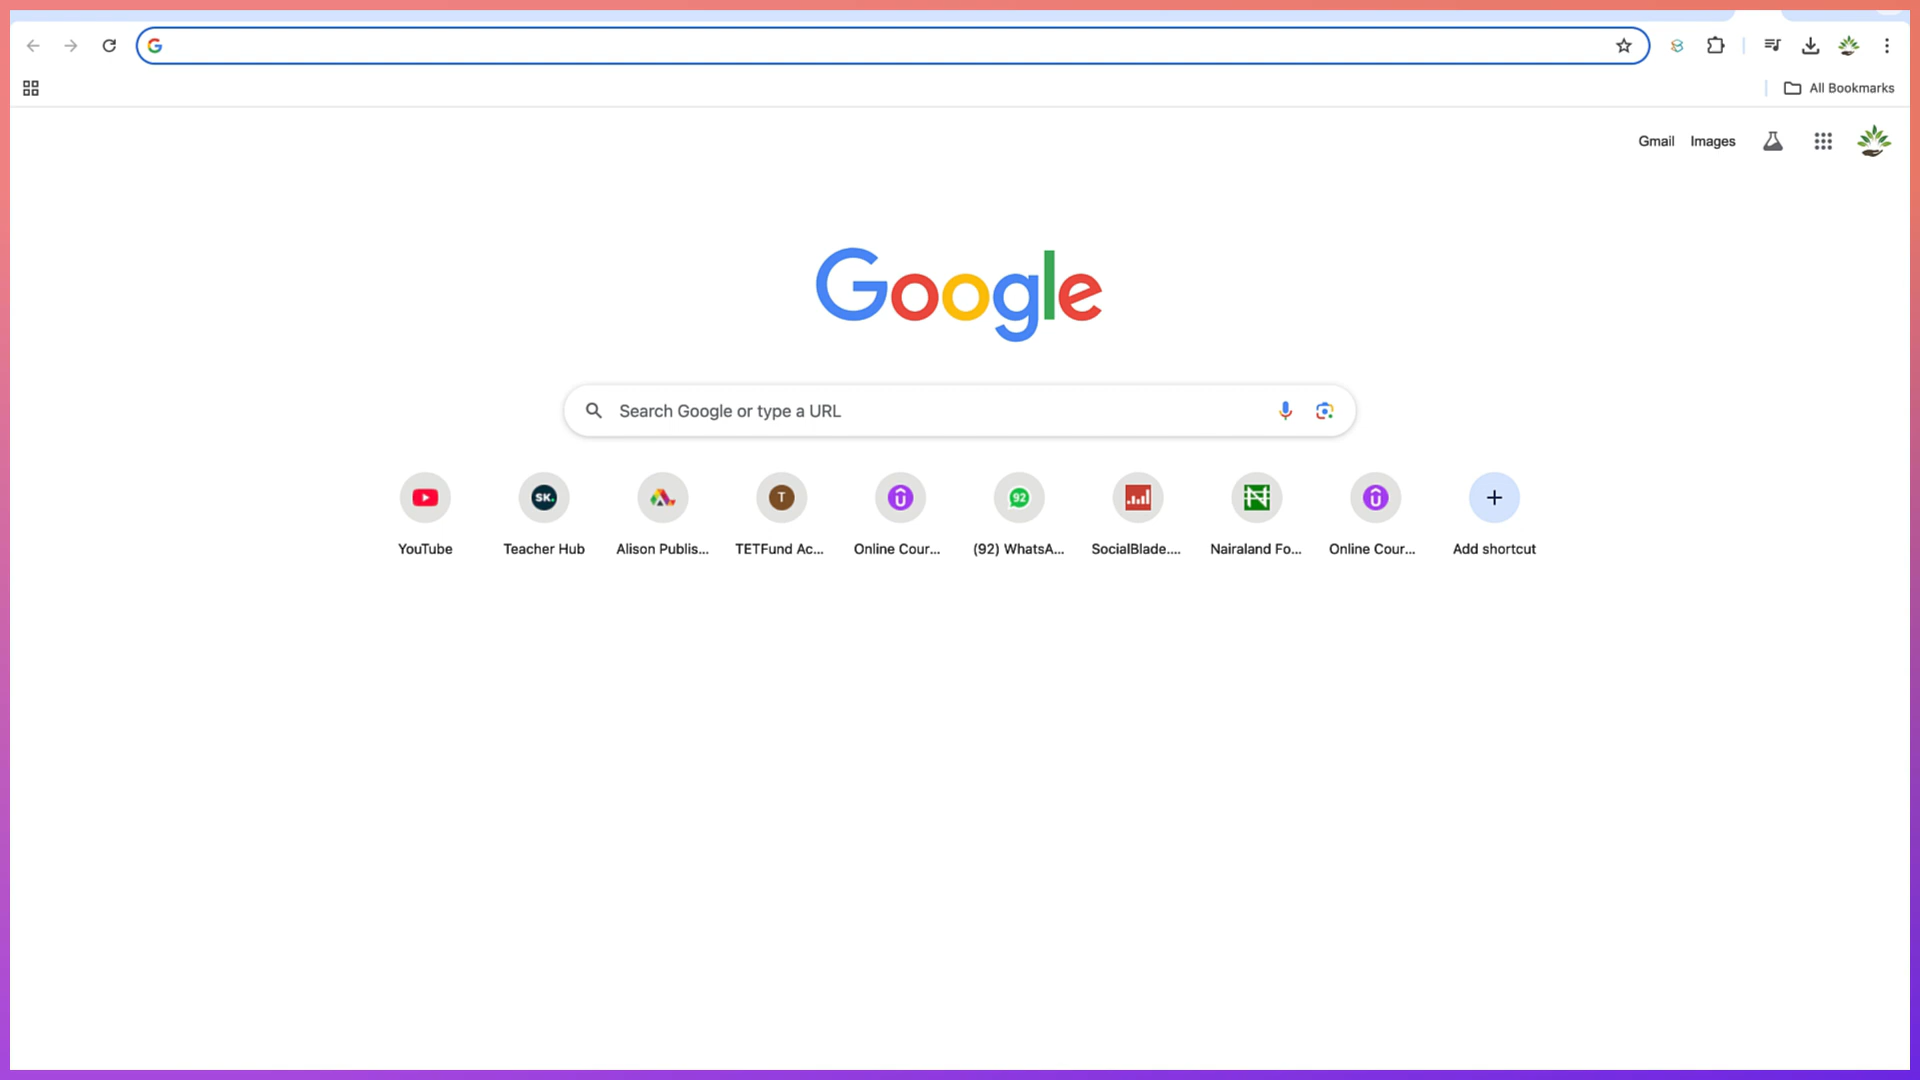 All Bookmarks
Gmail Images
Google
Search Google or type a URL
SK. T 92
YouTube Teacher Hub Alison Publis... TETFund Ac... Online Cour... (92) WhatsA... SocialBlade.... Nairaland Fo... Online Cour... Add shortcut